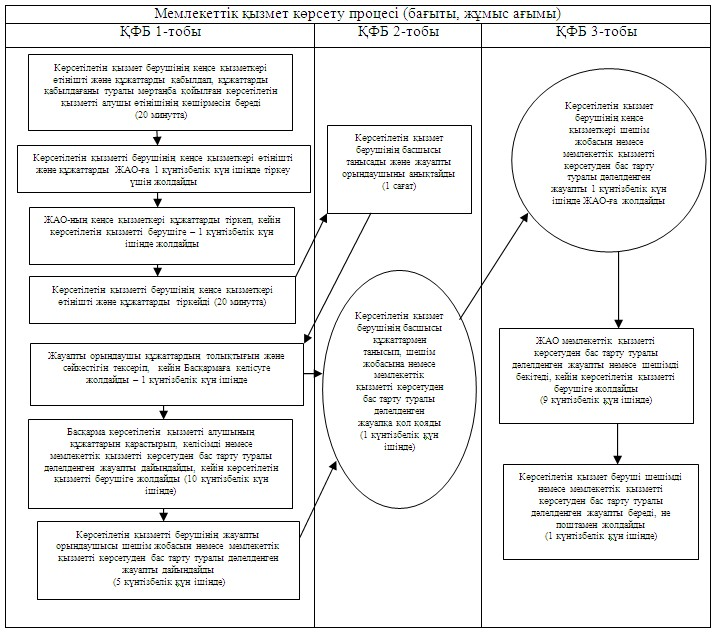 Мемлекеттік қызмет көрсету процесі (бағыты, жұмыс ағымы)
ҚФБ 1-тобы
ҚФБ 2-тобы
ҚФБ 3-тобы
Көрсетілетін қызмет берушінің кеңсе қызметкері
өтінішті және құжаттарды қабылдап, құжаттарды
қабылдағаны туралы мөртаңба қойылған көрсетілетін
қызметті алушы өтінішінің көшірмесін береді
(20 минутта)
Көрсетілетін қызметті берушінің кеңсе қызметкері өтінішті
және құжаттарды ЖАО-ға 1 күнтізбелік күн ішінде тіркеу
үшін жолдайды
ЖАО-ның кеңсе қызметкері құжаттарды тіркеп, кейін
көрсетілетін қызметті берушіге – 1 күнтізбелік күн
ішінде жолдайды
Көрсетілетін қызметті берушінің кеңсе қызметкері
өтінішті және құжаттарды тіркейді (20 минутта)
Жауапты орындаушы құжаттардың толықтығын және
сәйкестігін тексеріп, кейін Басқармаға келісуге
жолдайды – 1 күнтізбелік күн ішінде
Басқарма көрсетілетін қызметті алушының
құжаттарын қарастырып, келісімді немесе
мемлекеттік қызметті көрсетуден бас тарту туралы
дәлелденген жауапты дайындайды, кейін көрсетілетін
қызметті берушіге жолдайды (10 күнтізбелік күн
ішінде)
Көрсетілетін қызметті берушінің жауапты
орындаушысы шешім жобасын немесе мемлекеттік
қызметті көрсетуден бас тарту туралы дәлелденген
жауапты дайындайды
(5 күнтізбелік күн ішінде)
Көрсетілетін қызмет
берушінің басшысы
танысады және жауапты
орындаушыны анықтайды
(1 сағат)
Көрсетілетін қызмет
берушінің басшысы
құжаттармен
танысып, шешім
жобасына немесе
мемлекеттік
қызметті көрсетуден
бас тарту туралы
дәлелденген
жауапқа қол қояды
(1 күнтізбелік күн
ішінде)
Көрсетілетін қызмет
берушінің кеңсе
қызметкері шешім
жобасын немесе
мемлекеттік қызметті
көрсетуден бас тарту
туралы дәлелденген
жауапты 1 күнтізбелік күн
ішінде ЖАО-ға жолдайды
ЖАО мемлекеттік қызметті
көрсетуден бас тарту туралы
дәлелденген жауапты немесе шешімді
бекітеді, кейін көрсетілетін қызметті
берушіге жолдайды
(9 күнтізбелік күн ішінде)
Көрсетілетін қызмет беруші шешімді
немесе мемлекеттік қызметті
көрсетуден бас тарту туралы
дәлелденген жауапты береді, не
поштамен жолдайды
(1 күнтізбелік күн ішінде)